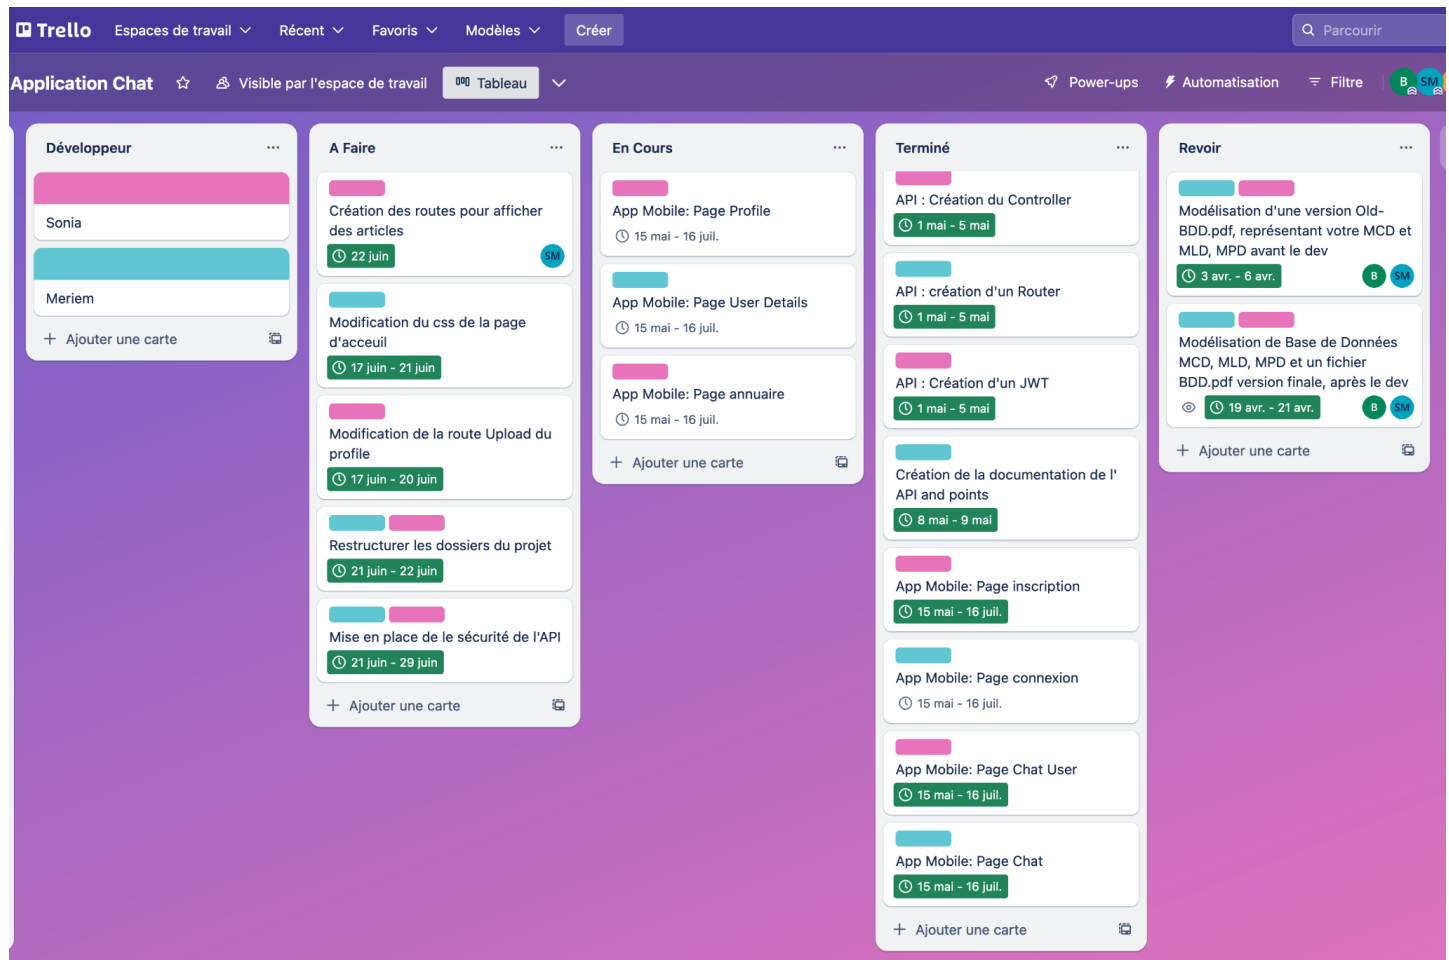 Trello
Espaces de travail
Récent
Favoris
Modèles
Créer
Parcourir
Application Chat
Visible par l'espace de travail
Tableau
Power-ups
Automatisation
Filtre
B
SM
Développeur
Sonia
Meriem
Ajouter une carte
A Faire
Création des routes pour afficher
des articles
22 juin
SM
Modification du css de la page
d'acceuil
17 juin - 21 juin
Modification de la route Upload du
profile
17 juin - 20 juin
Restructurer les dossiers du projet
21 juin - 22 juin
Mise en place de le sécurité de l'API
21 juin - 29 juin
Ajouter une carte
En Cours
App Mobile: Page Profile
15 mai - 16 juil.
App Mobile: Page User Details
15 mai - 16 juil.
App Mobile: Page annuaire
15 mai - 16 juil.
Ajouter une carte
Terminé
API : Création du Controller
1 mai - 5 mai
API : création d'un Router
1 mai - 5 mai
API : Création d'un JWT
1 mai - 5 mai
Création de la documentation de l'
API and points
8 mai - 9 mai
App Mobile: Page inscription
15 mai - 16 juil.
App Mobile: Page connexion
15 mai - 16 juil.
App Mobile: Page Chat User
15 mai - 16 juil.
App Mobile: Page Chat
15 mai - 16 juil.
Ajouter une carte
Revoir
Modélisation d'une version Old-
BDD.pdf, représentant votre MCD et
MLD, MPD avant le dev
3 avr. - 6 avr.
B
SM
Modélisation de Base de Données
MCD, MLD, MPD et un fichier
BDD.pdf version finale, après le dev
19 avr. - 21 avr.
B
SM
Ajouter une carte